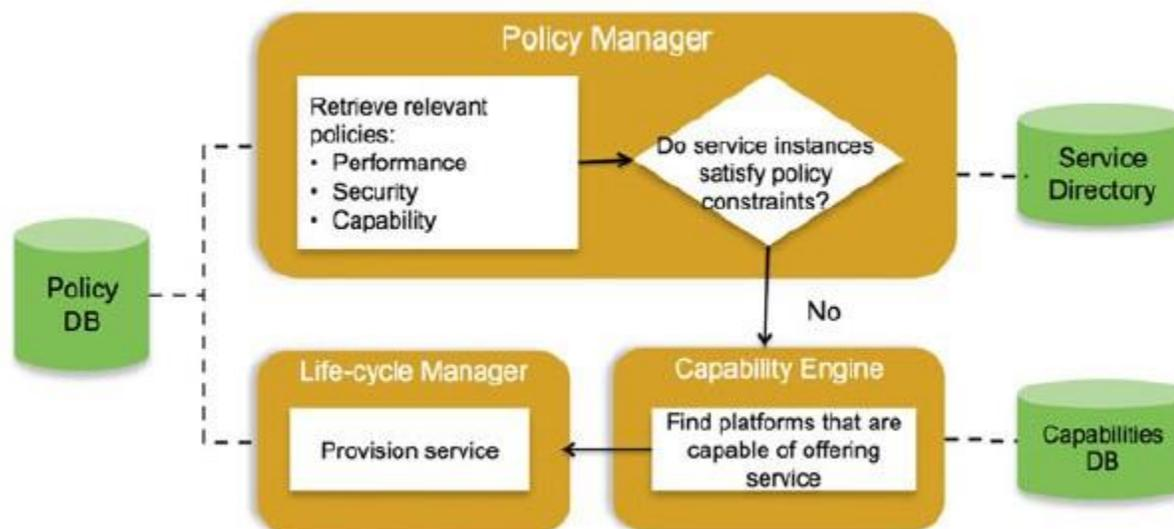 Policy Manager
Retrieve relevant
policies:
• Performance
• Security
• Capability
Do service instances
satisfy policy
constraints?
Service
Directory
Policy
DB
No
Life-cycle Manager
Provision service
Capability Engine
Find platforms that are
capable of offering
service
Capabilities
DB